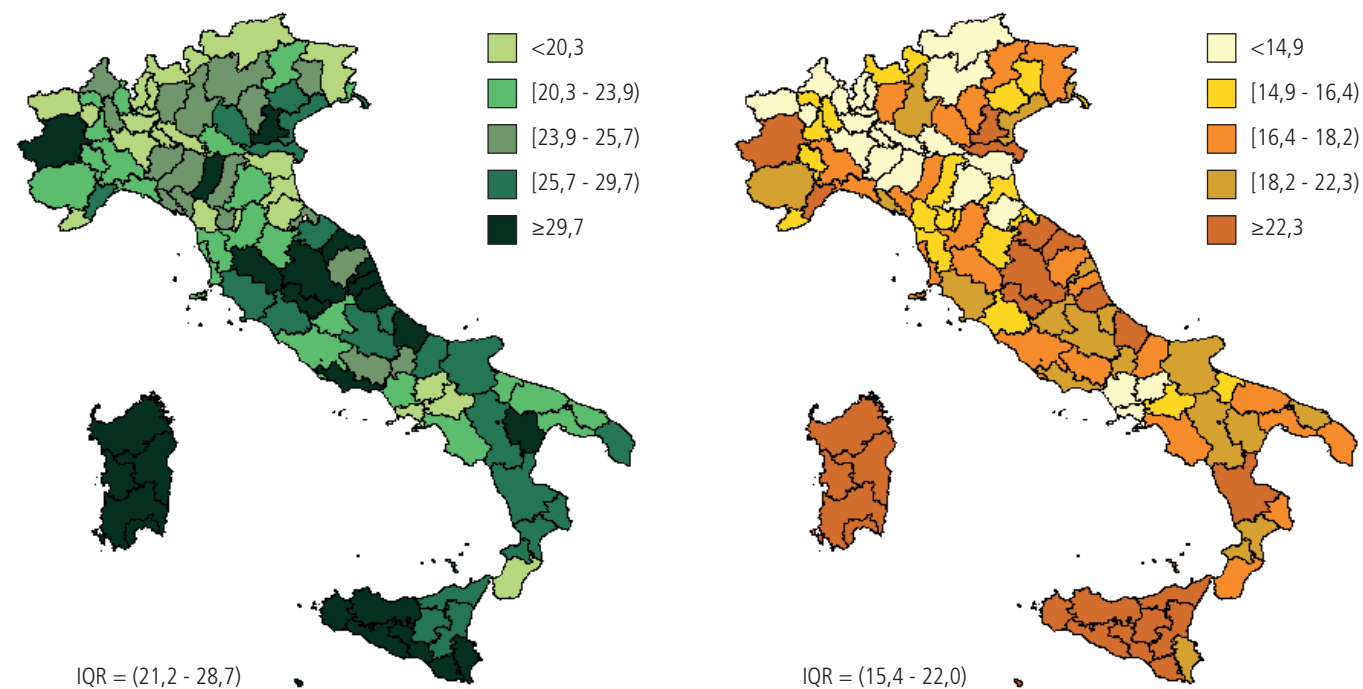 <20,3
[20,3 - 23,9)
[23,9 - 25,7)
[25,7 - 29,7)
≥29,7
IQR = (21,2 - 28,7)
<14,9
[14,9 - 16,4)
[16,4 - 18,2)
[18,2 - 22,3)
≥22,3
IQR = (15,4 - 22,0)